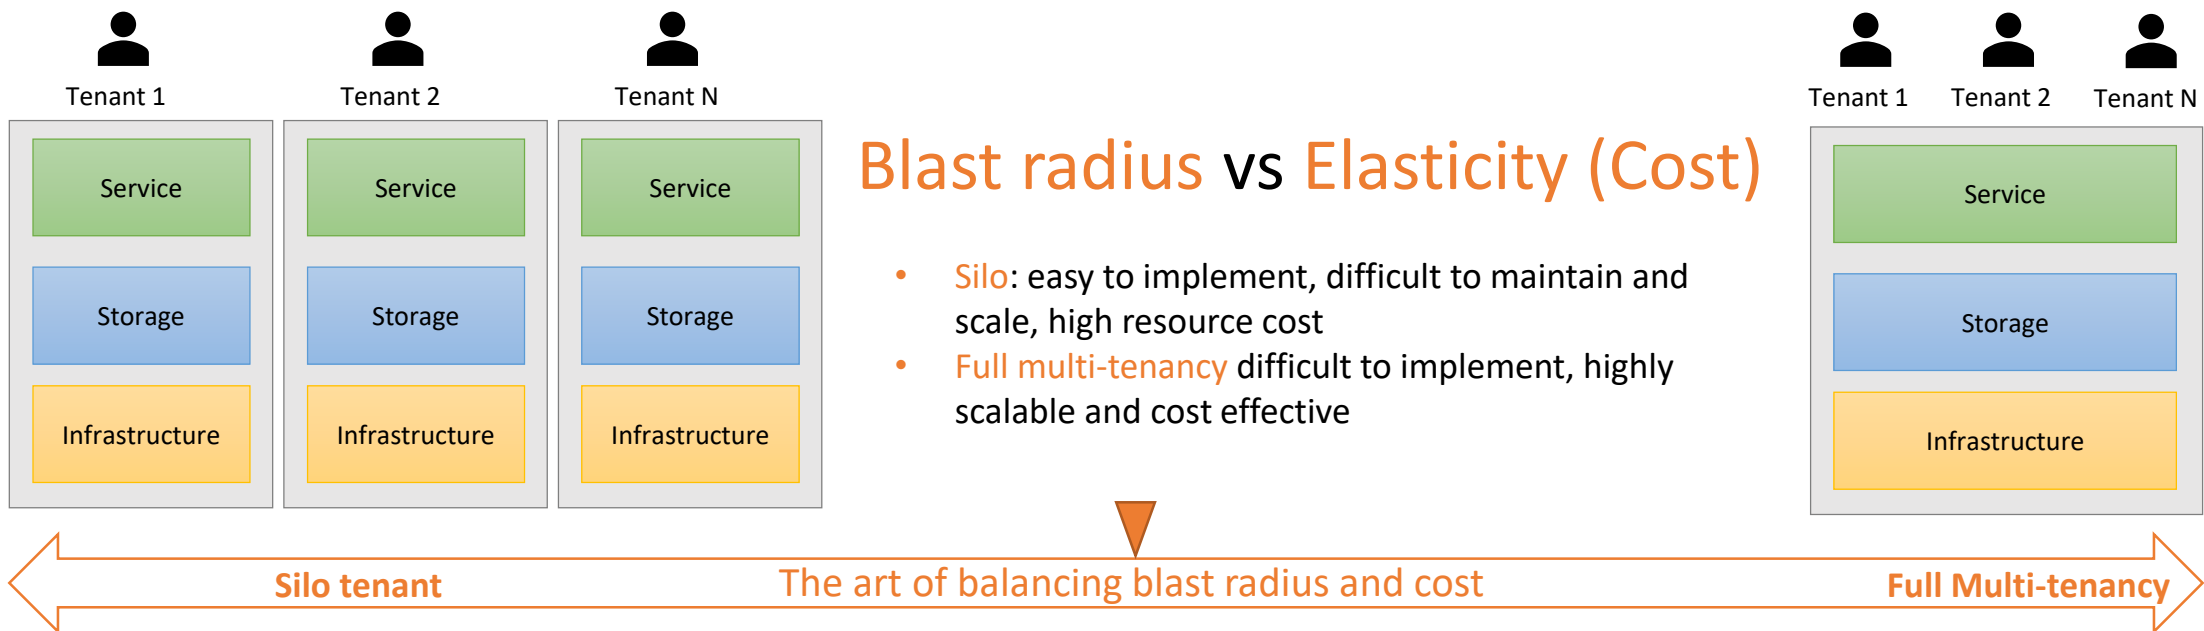 Tenant 1
Tenant 2
Tenant N
Service
Service
Service
Storage
Storage
Storage
Infrastructure
Infrastructure
Infrastructure
Blast radius vs Elasticity (Cost)
• Silo: easy to implement, difficult to maintain and
scale, high resource cost
• Full multi-tenancy difficult to implement, highly
scalable and cost effective
Tenant 1
Tenant 2
Tenant N
Service
Storage
Infrastructure
Silo tenant
The art of balancing blast radius and cost
Full Multi-tenancy